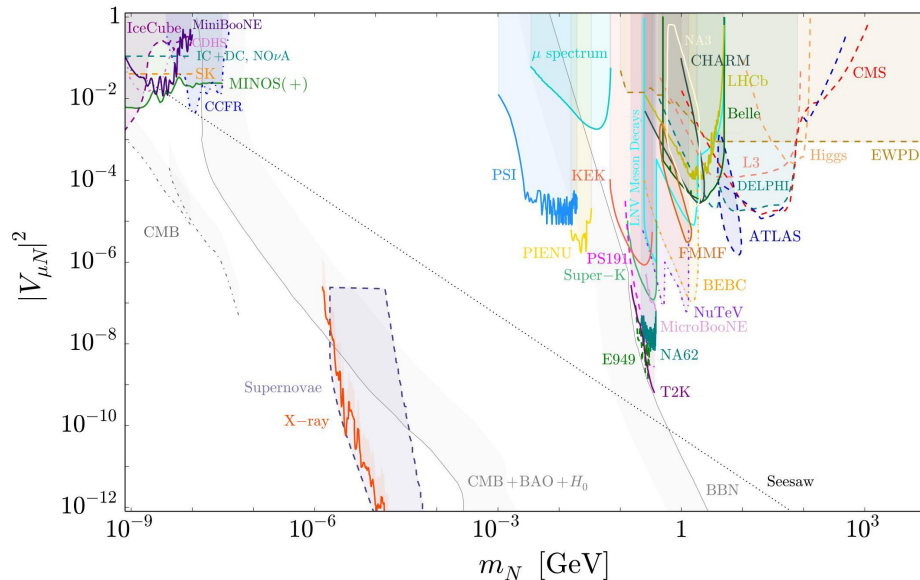 IceCube
MiniBooNE
CDHS
IC+DC, NOνA
SK
MINOS(+)
CCFR
CMB
Supernovae
X−ray
CMB+BAO+H₀
BBN
Seesaw
PSI
PIENU
μ spectrum
KEK
LNV Meson Decays
PS191
Super−K
E949
T2K
NA62
MicroBooNE
NuTeV
BEBC
FMMF
NA3
CHARM
LHCb
Belle
L3
DELPHI
ATLAS
Higgs
CMS
EWPD
|V_{μN}|²
1
10⁻²
10⁻⁴
10⁻⁶
10⁻⁸
10⁻¹⁰
10⁻¹²
10⁻⁹
10⁻⁶
10⁻³
1
10³
m_N [GeV]